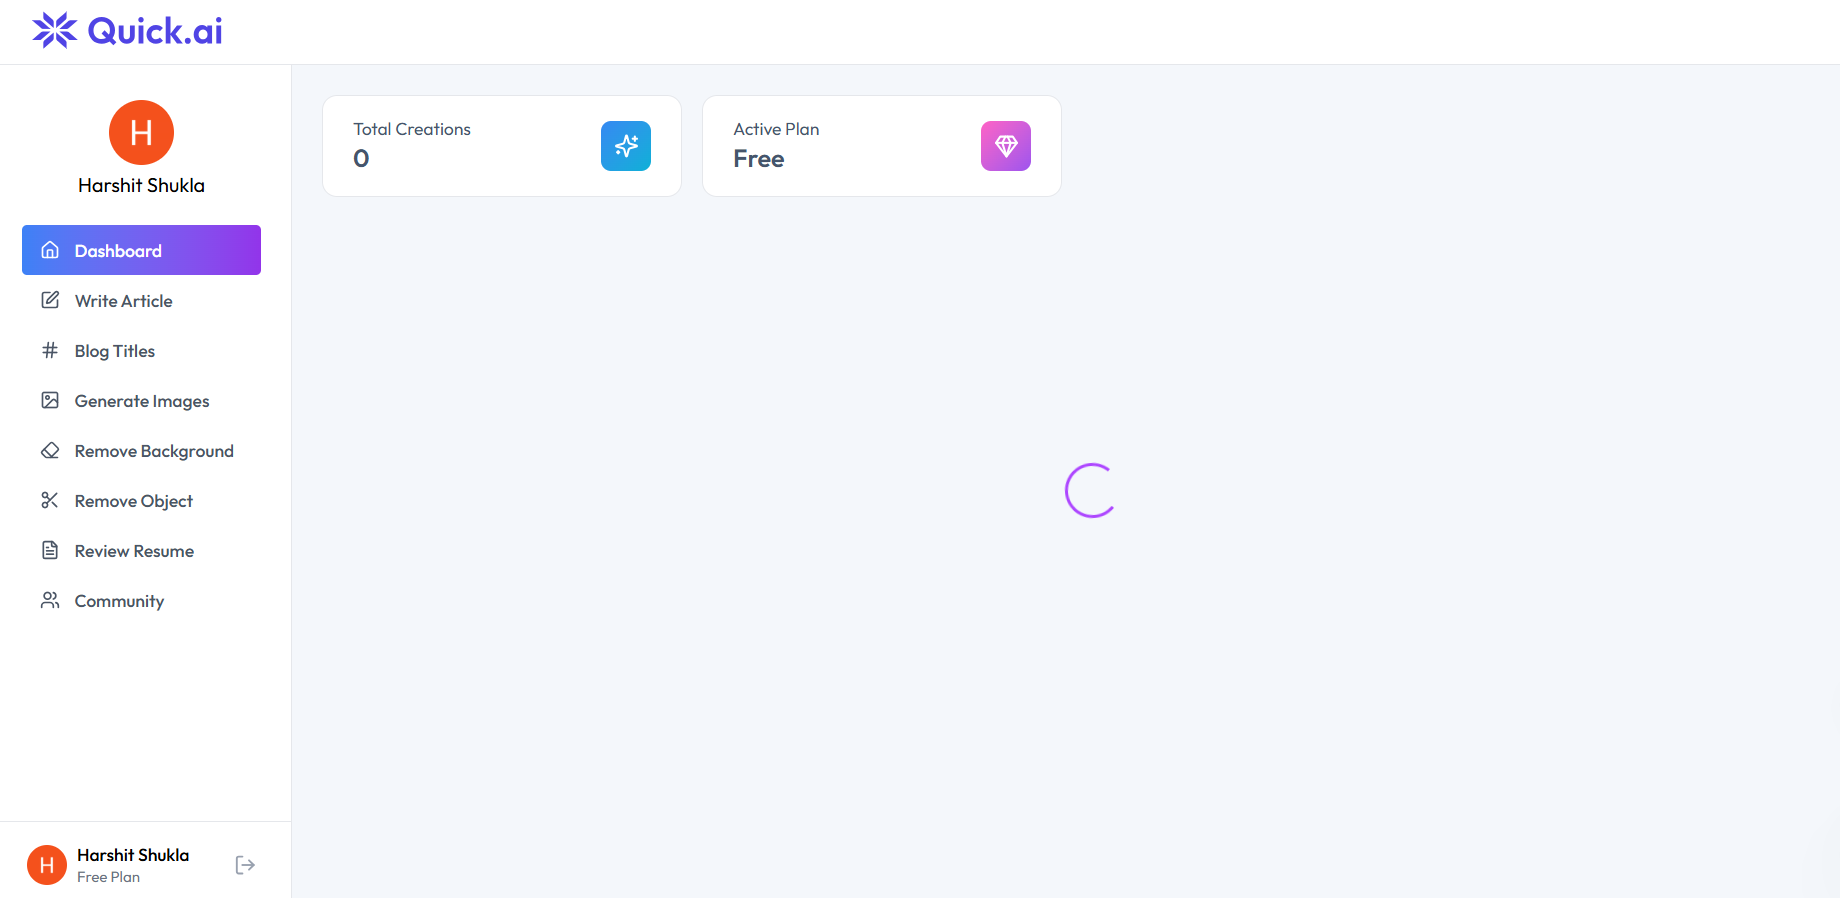 Quick.ai
H
Harshit Shukla
Dashboard
Write Article
Blog Titles
Generate Images
Remove Background
Remove Object
Review Resume
Community
H
Harshit Shukla
Free Plan
Total Creations
0
Active Plan
Free